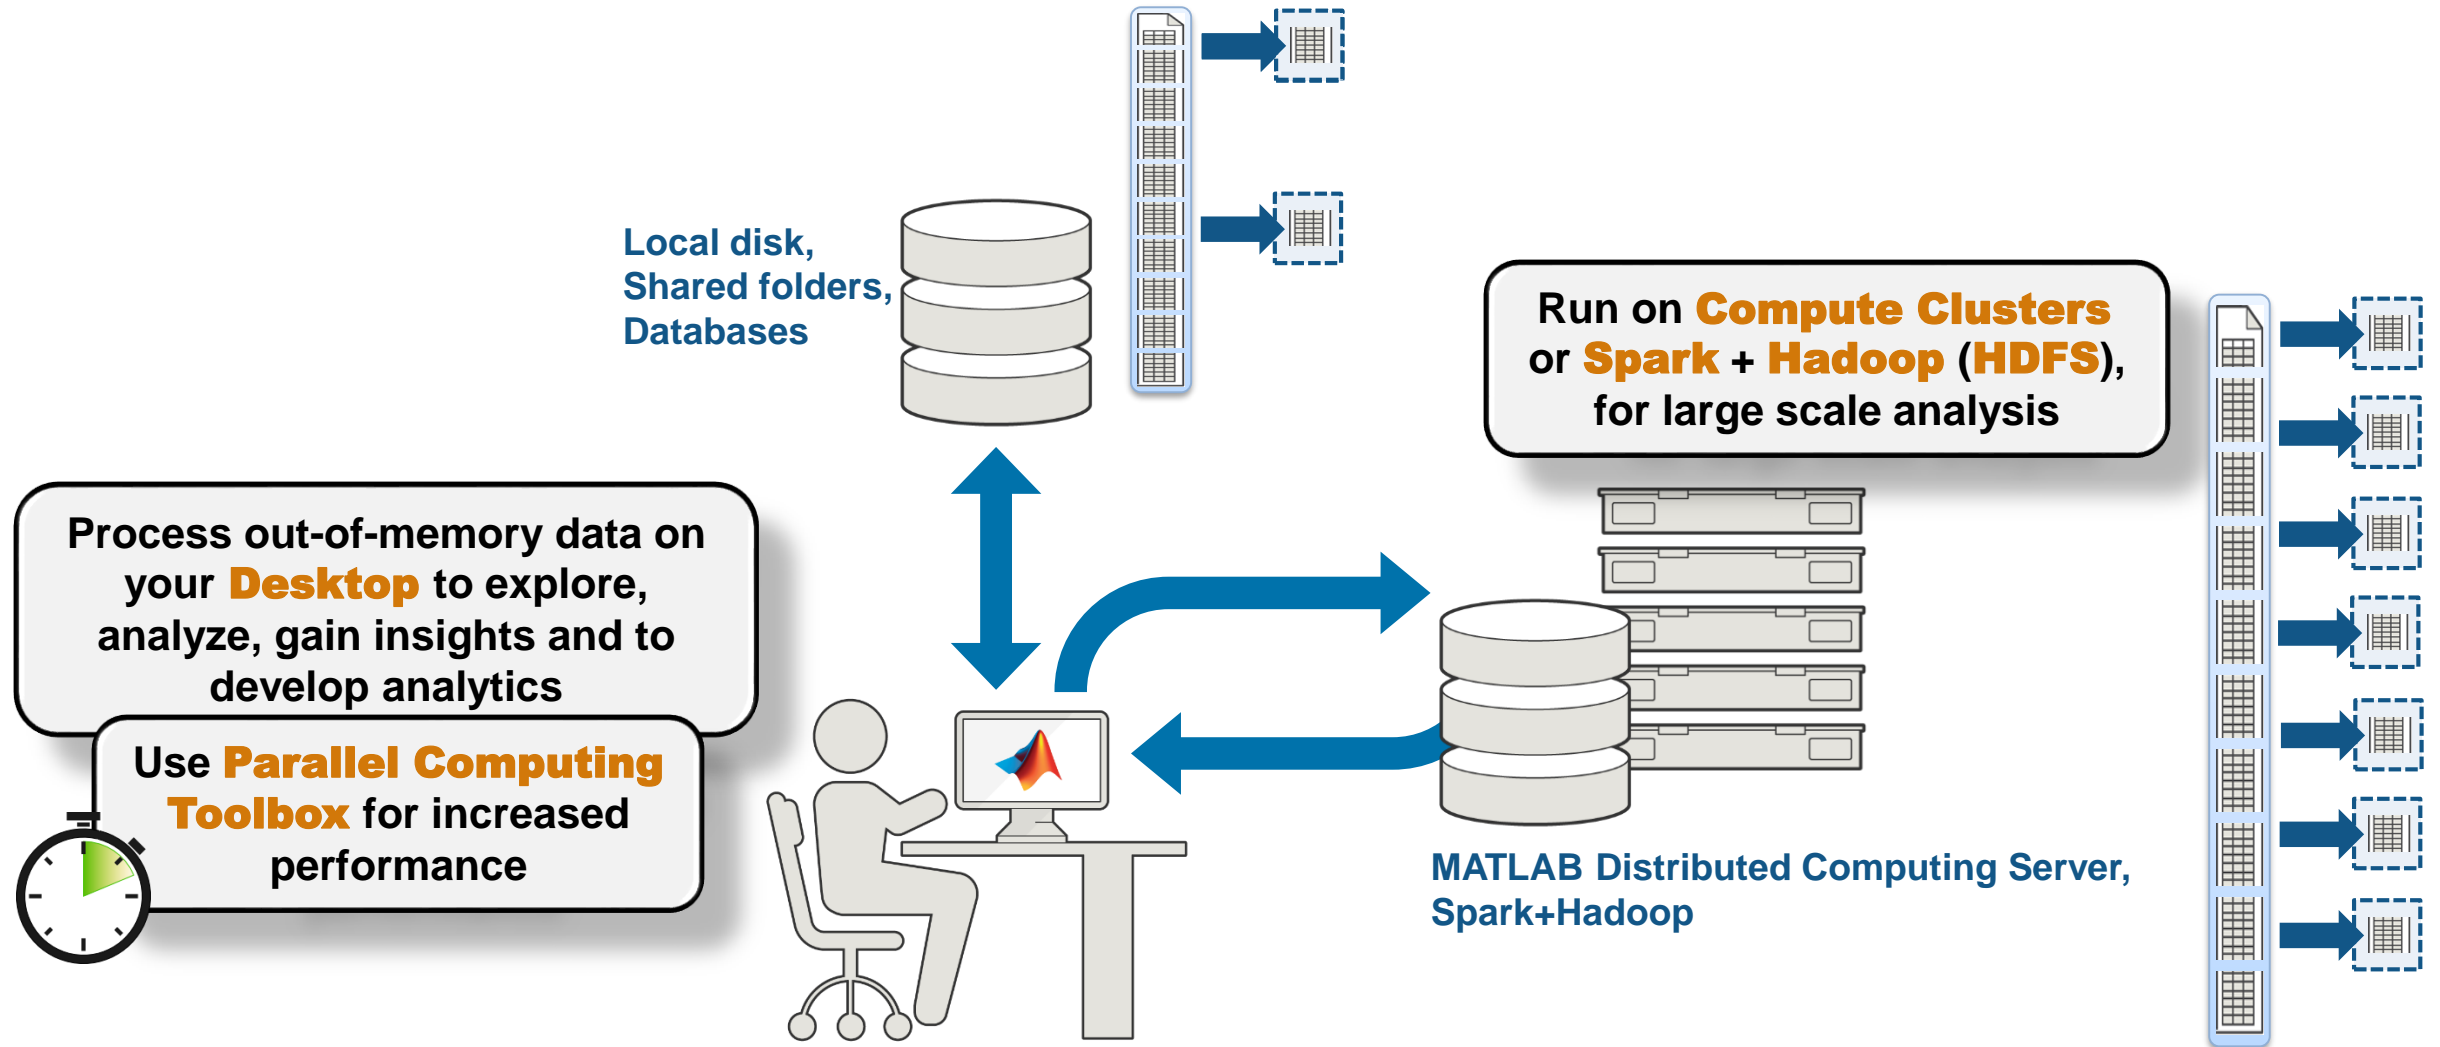 Local disk,
Shared folders,
Databases
Run on Compute Clusters
or Spark + Hadoop (HDFS),
for large scale analysis
Process out-of-memory data on
your Desktop to explore,
analyze, gain insights and to
develop analytics
Use Parallel Computing
Toolbox for increased
performance
MATLAB Distributed Computing Server,
Spark+Hadoop